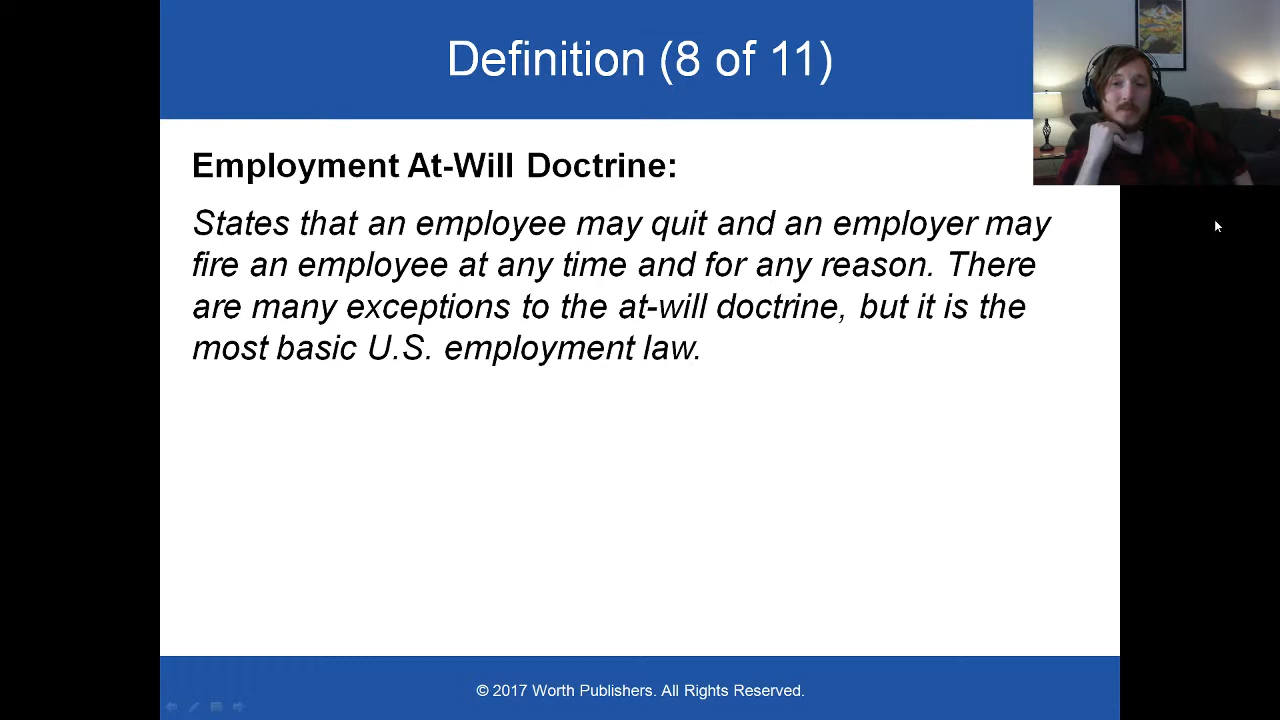 Definition (8 of 11)
Employment At-Will Doctrine:
States that an employee may quit and an employer may
fire an employee at any time and for any reason. There
are many exceptions to the at-will doctrine, but it is the
most basic U.S. employment law.
© 2017 Worth Publishers. All Rights Reserved.